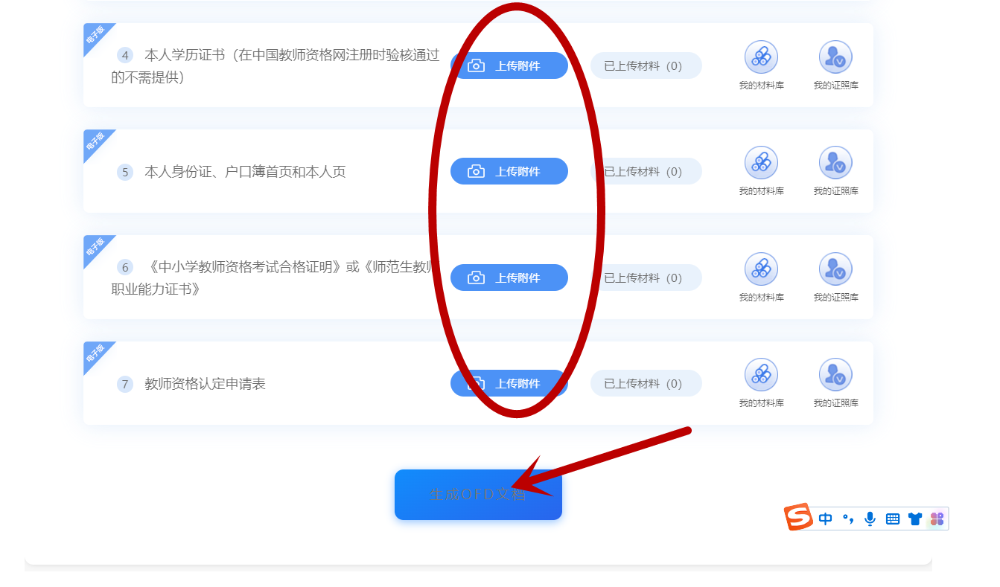 电子版
4 本人学历证书（在中国教师资格网注册时验核通过
的不需提供）
上传附件
已上传材料（0）
我的材料库
我的证照库
电子版
5 本人身份证、户口簿首页和本人页
上传附件
已上传材料（0）
我的材料库
我的证照库
电子版
6 《中小学教师资格考试合格证明》或《师范生教师
职业能力证书》
上传附件
已上传材料（0）
我的材料库
我的证照库
电子版
7 教师资格认定申请表
上传附件
已上传材料（0）
我的材料库
我的证照库
生成OFD文档
S 中